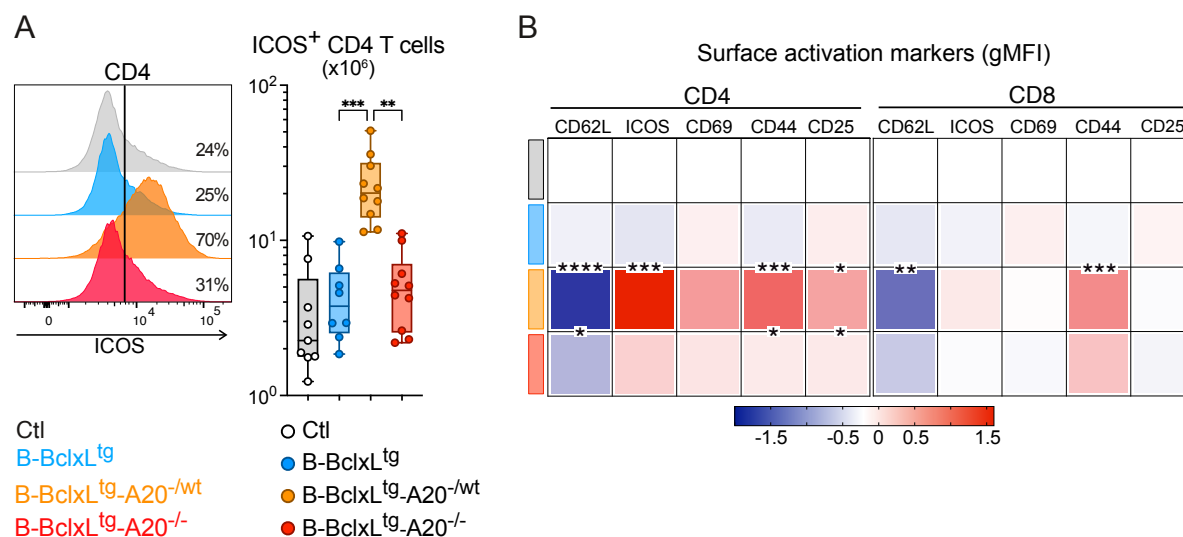 A
CD4
24%
25%
70%
31%
0
10⁴
10⁵
ICOS
ICOS⁺ CD4 T cells
(x10⁶)
10²
10¹
10⁰
***
**
Ctl
B-BclxLᵗᵍ
B-BclxLᵗᵍ-A20⁻/ʷᵗ
B-BclxLᵗᵍ-A20⁻/⁻
Ctl
B-BclxLᵗᵍ
B-BclxLᵗᵍ-A20⁻/ʷᵗ
B-BclxLᵗᵍ-A20⁻/⁻
B
Surface activation markers (gMFI)
CD4 CD8
CD62L ICOS CD69 CD44 CD25 CD62L ICOS CD69 CD44 CD25
**** *** *** * ** ***
* * *
-1.5 -0.5 0 0.5 1.5